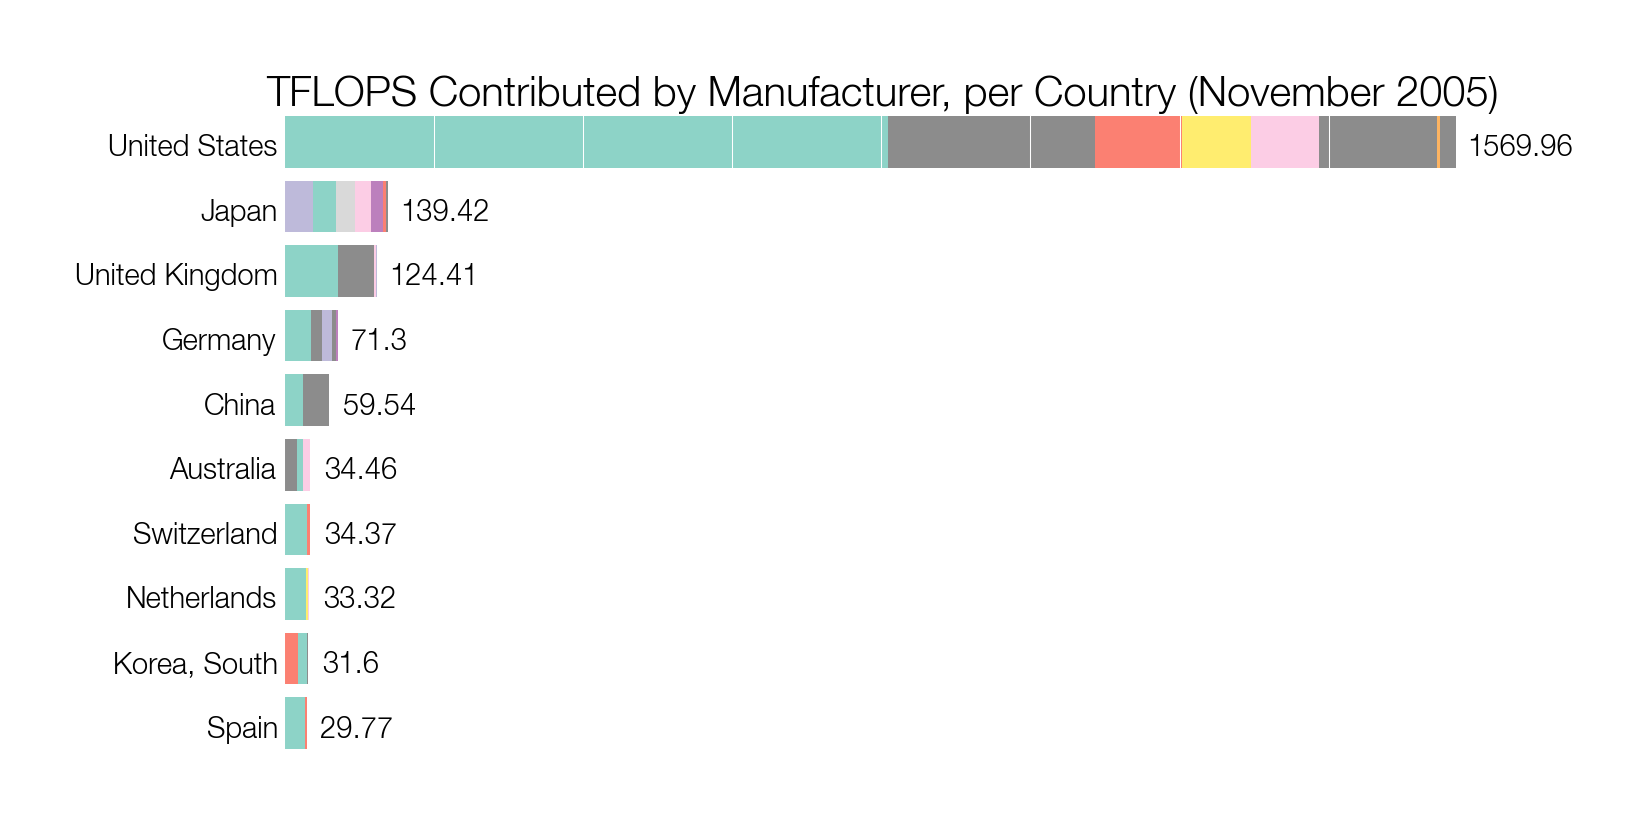 TFLOPS Contributed by Manufacturer, per Country (November 2005)
United States 1569.96
Japan 139.42
United Kingdom 124.41
Germany 71.3
China 59.54
Australia 34.46
Switzerland 34.37
Netherlands 33.32
Korea, South 31.6
Spain 29.77